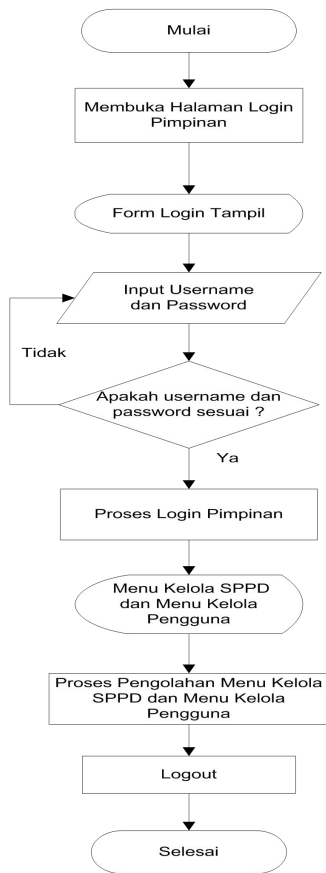 Mulai
Membuka Halaman Login
Pimpinan
Form Login Tampil
Input Username
dan Password
Tidak
Apakah username dan
password sesuai ?
Ya
Proses Login Pimpinan
Menu Kelola SPPD
dan Menu Kelola
Pengguna
Proses Pengolahan Menu Kelola
SPPD dan Menu Kelola
Pengguna
Logout
Selesai